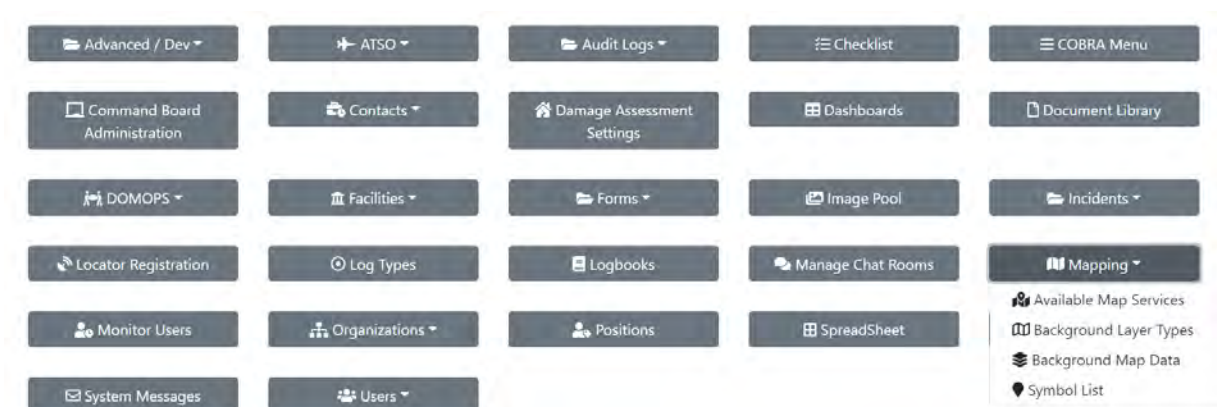 Advanced / Dev
ATSO
Audit Logs
Checklist
COBRA Menu
Command Board
Administration
Contacts
Damage Assessment
Settings
Dashboards
Document Library
DOMOPS
Facilities
Forms
Image Pool
Incidents
Locator Registration
Log Types
Logbooks
Manage Chat Rooms
Mapping
Available Map Services
Background Layer Types
Background Map Data
Symbol List
Monitor Users
Organizations
Positions
SpreadSheet
System Messages
Users